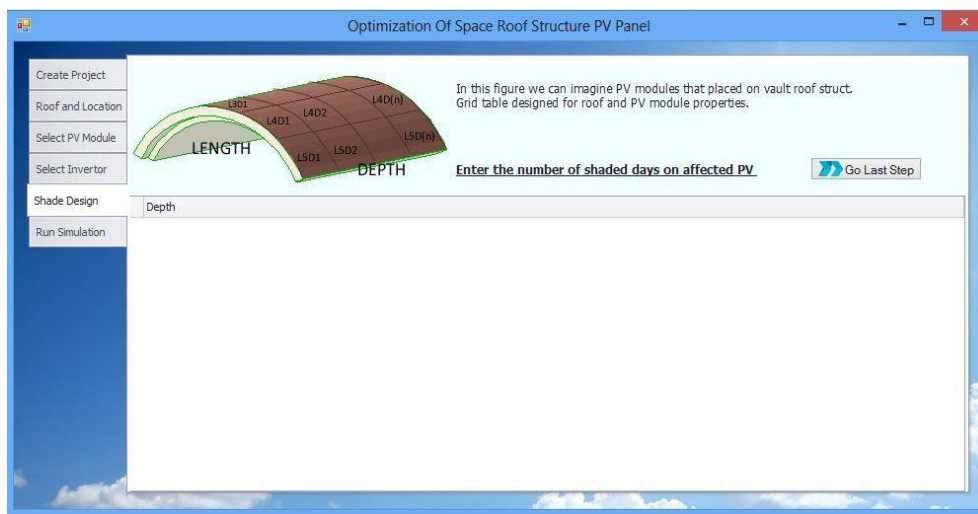 Optimization Of Space Roof Structure PV Panel
Create Project
Roof and Location
Select PV Module
Select Invertor
Shade Design
Run Simulation
L3D1
L4D1
L4D2
L4D(n)
L5D1
L5D2
L5D(n)
LENGTH
DEPTH
In this figure we can imagine PV modules that placed on vault roof struct.
Grid table designed for roof and PV module properties.
Enter the number of shaded days on affected PV
Go Last Step
Depth